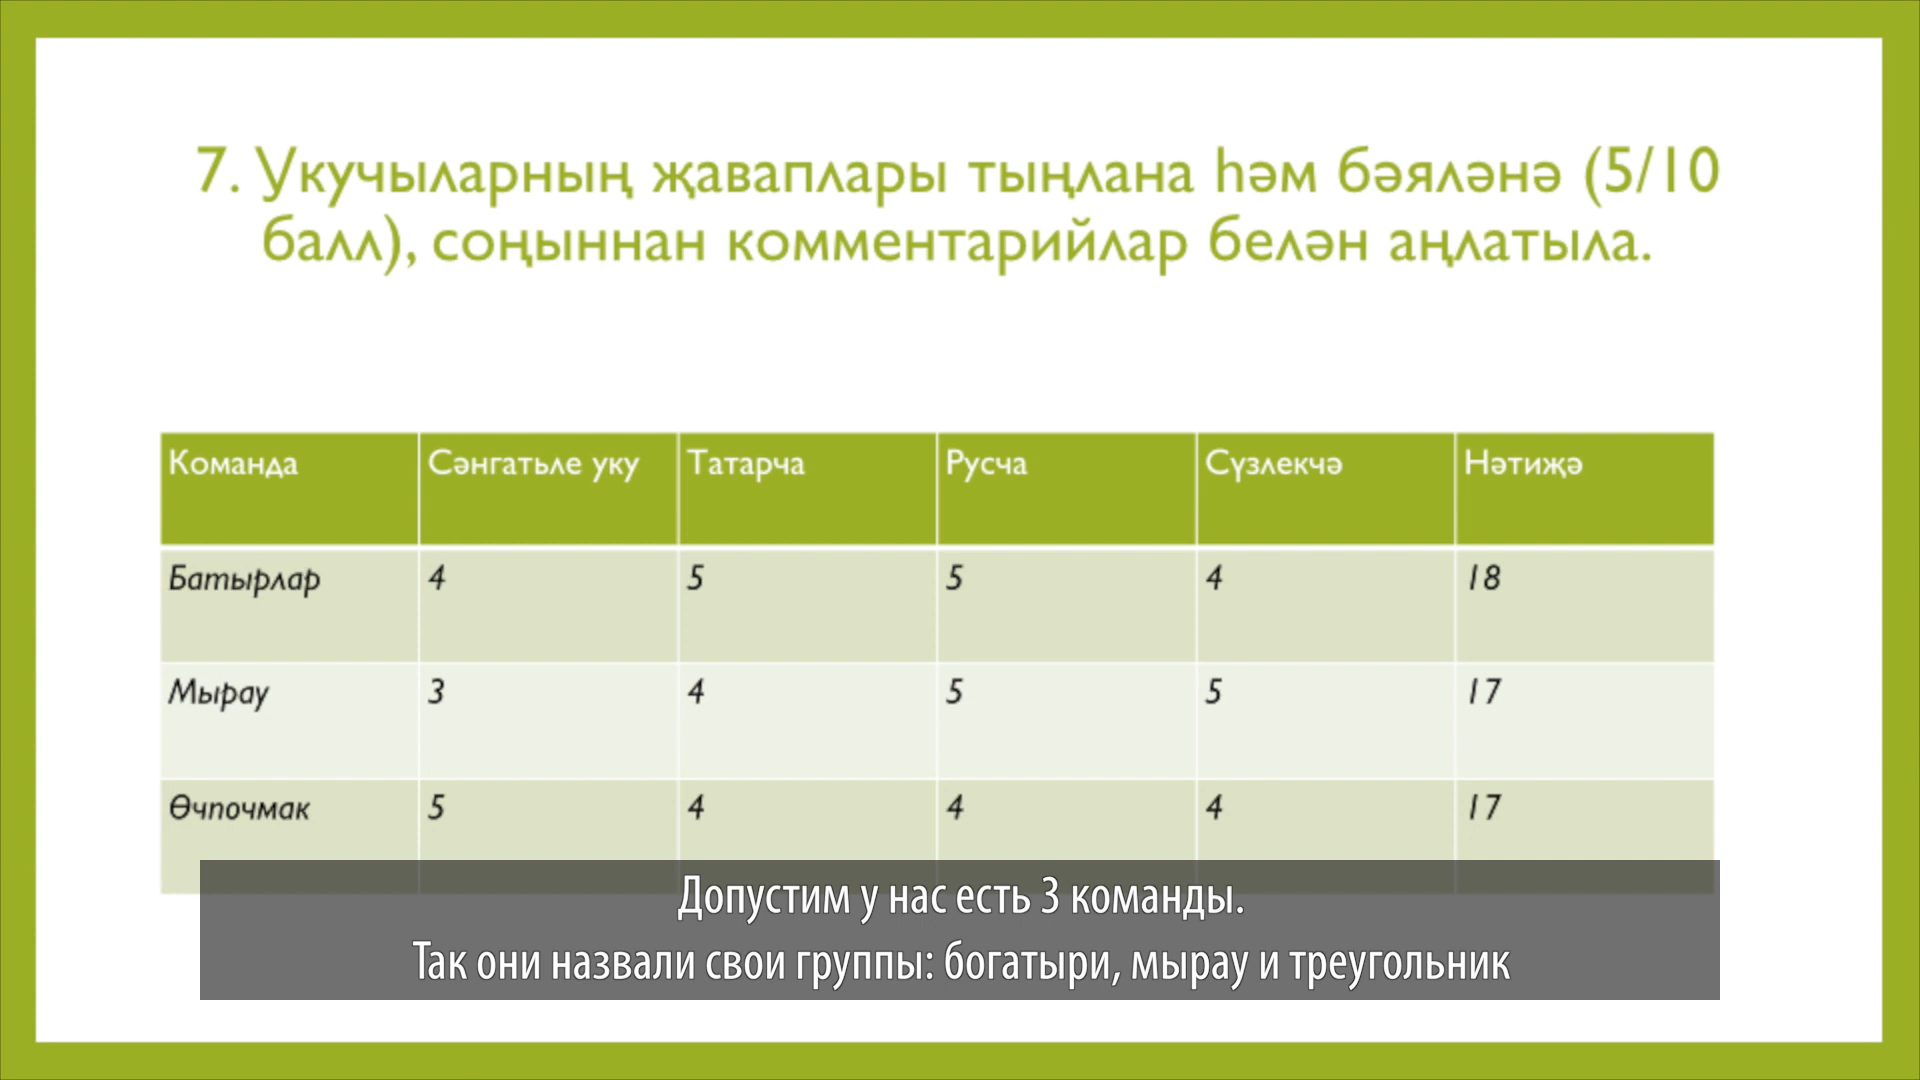 7. Укучыларның җаваплары тыңлана һәм бәяләнә (5/10
балл), соңыннан комментарийлар белән аңлатыла.
Команда Сәнгатьле уку Татарча Русча Сүзлекчә Нәтиҗә
Батырлар 4 5 5 4 18
Мырау 3 4 5 5 17
Өчпочмак 5 4 4 4 17
Допустим у нас есть 3 команды.
Так они назвали свои группы: богатыри, мырау и треугольник